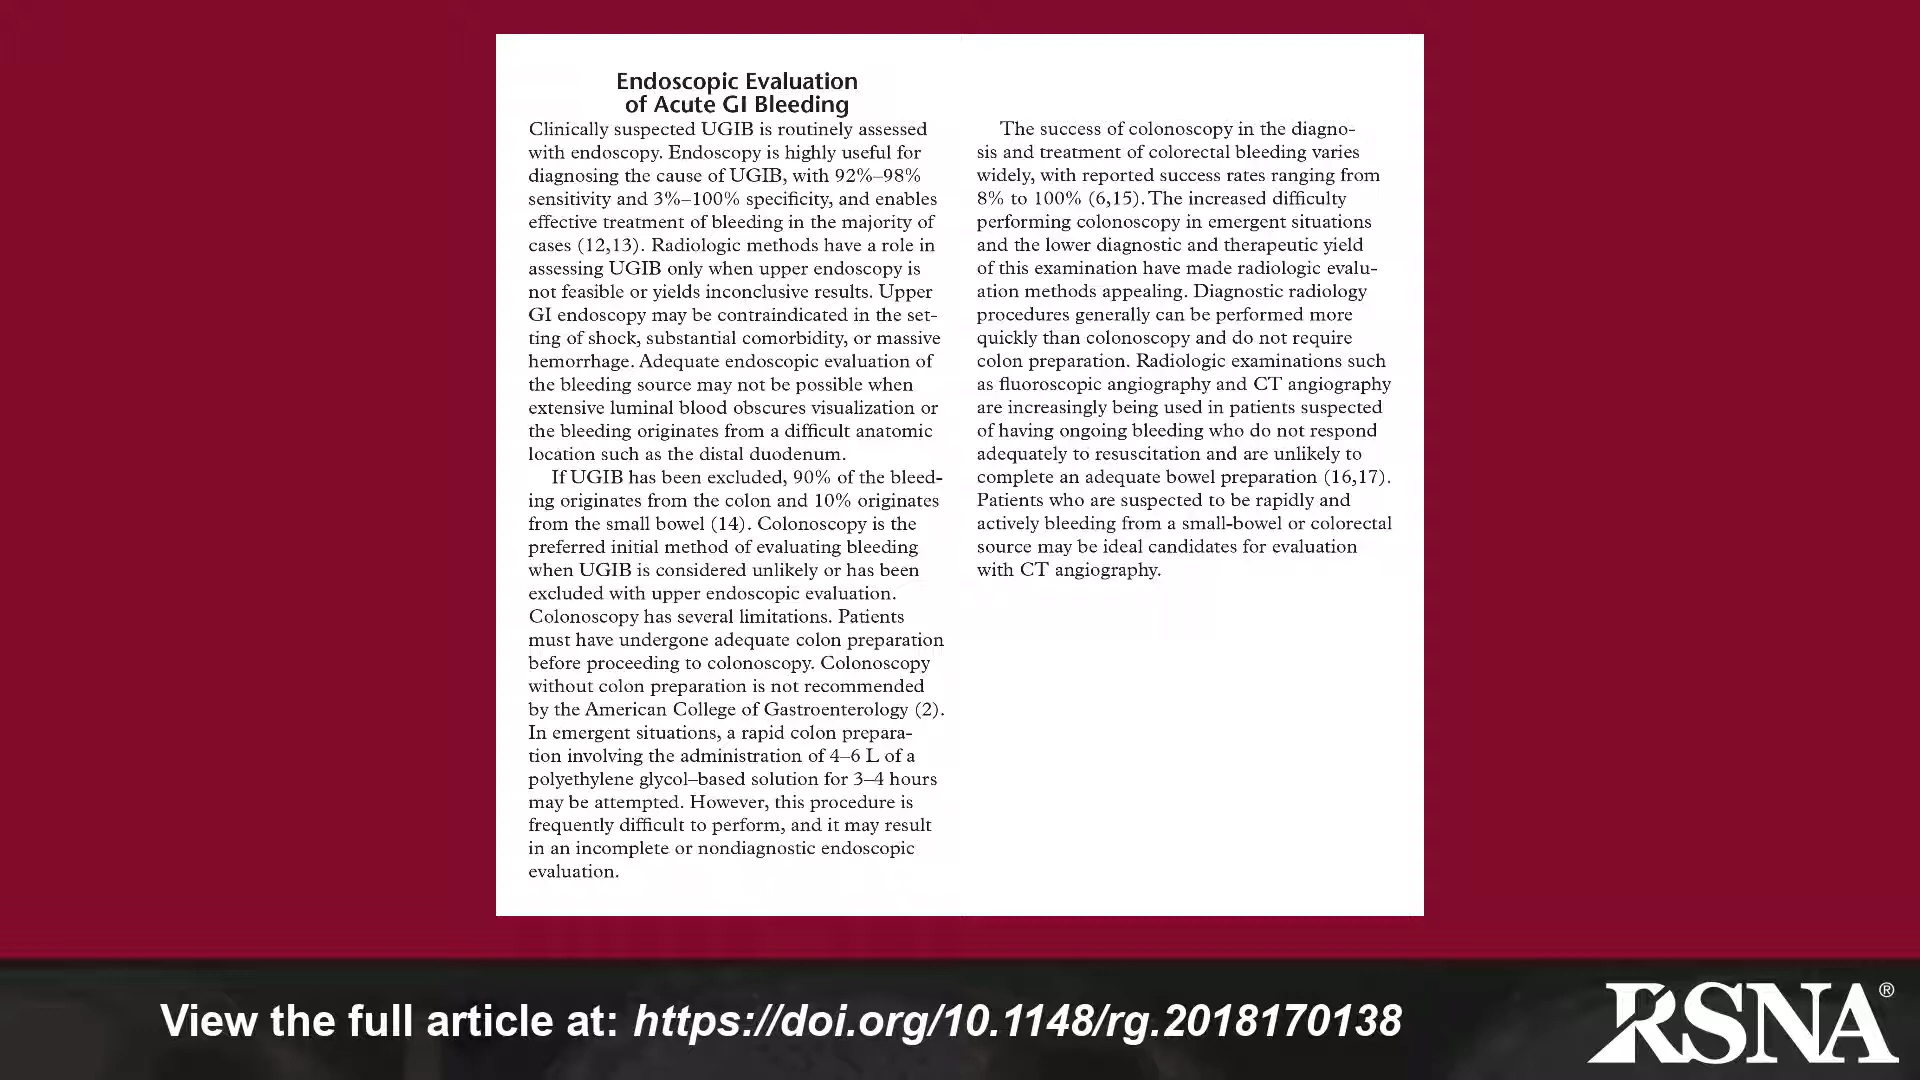 Endoscopic Evaluation
of Acute GI Bleeding
Clinically suspected UGIB is routinely assessed
with endoscopy. Endoscopy is highly useful for
diagnosing the cause of UGIB, with 92%–98%
sensitivity and 3%–100% specificity, and enables
effective treatment of bleeding in the majority of
cases (12,13). Radiologic methods have a role in
assessing UGIB only when upper endoscopy is
not feasible or yields inconclusive results. Upper
GI endoscopy may be contraindicated in the set-
ting of shock, substantial comorbidity, or massive
hemorrhage. Adequate endoscopic evaluation of
the bleeding source may not be possible when
extensive luminal blood obscures visualization or
the bleeding originates from a difficult anatomic
location such as the distal duodenum.
If UGIB has been excluded, 90% of the bleed-
ing originates from the colon and 10% originates
from the small bowel (14). Colonoscopy is the
preferred initial method of evaluating bleeding
when UGIB is considered unlikely or has been
excluded with upper endoscopic evaluation.
Colonoscopy has several limitations. Patients
must have undergone adequate colon preparation
before proceeding to colonoscopy. Colonoscopy
without colon preparation is not recommended
by the American College of Gastroenterology (2).
In emergent situations, a rapid colon prepara-
tion involving the administration of 4–6 L of a
polyethylene glycol–based solution for 3–4 hours
may be attempted. However, this procedure is
frequently difficult to perform, and it may result
in an incomplete or nondiagnostic endoscopic
evaluation.
The success of colonoscopy in the diagno-
sis and treatment of colorectal bleeding varies
widely, with reported success rates ranging from
8% to 100% (6,15). The increased difficulty
performing colonoscopy in emergent situations
and the lower diagnostic and therapeutic yield
of this examination have made radiologic evalu-
ation methods appealing. Diagnostic radiology
procedures generally can be performed more
quickly than colonoscopy and do not require
colon preparation. Radiologic examinations such
as fluoroscopic angiography and CT angiography
are increasingly being used in patients suspected
of having ongoing bleeding who do not respond
adequately to resuscitation and are unlikely to
complete an adequate bowel preparation (16,17).
Patients who are suspected to be rapidly and
actively bleeding from a small-bowel or colorectal
source may be ideal candidates for evaluation
with CT angiography.
View the full article at: https://doi.org/10.1148/rg.2018170138
RSNA®